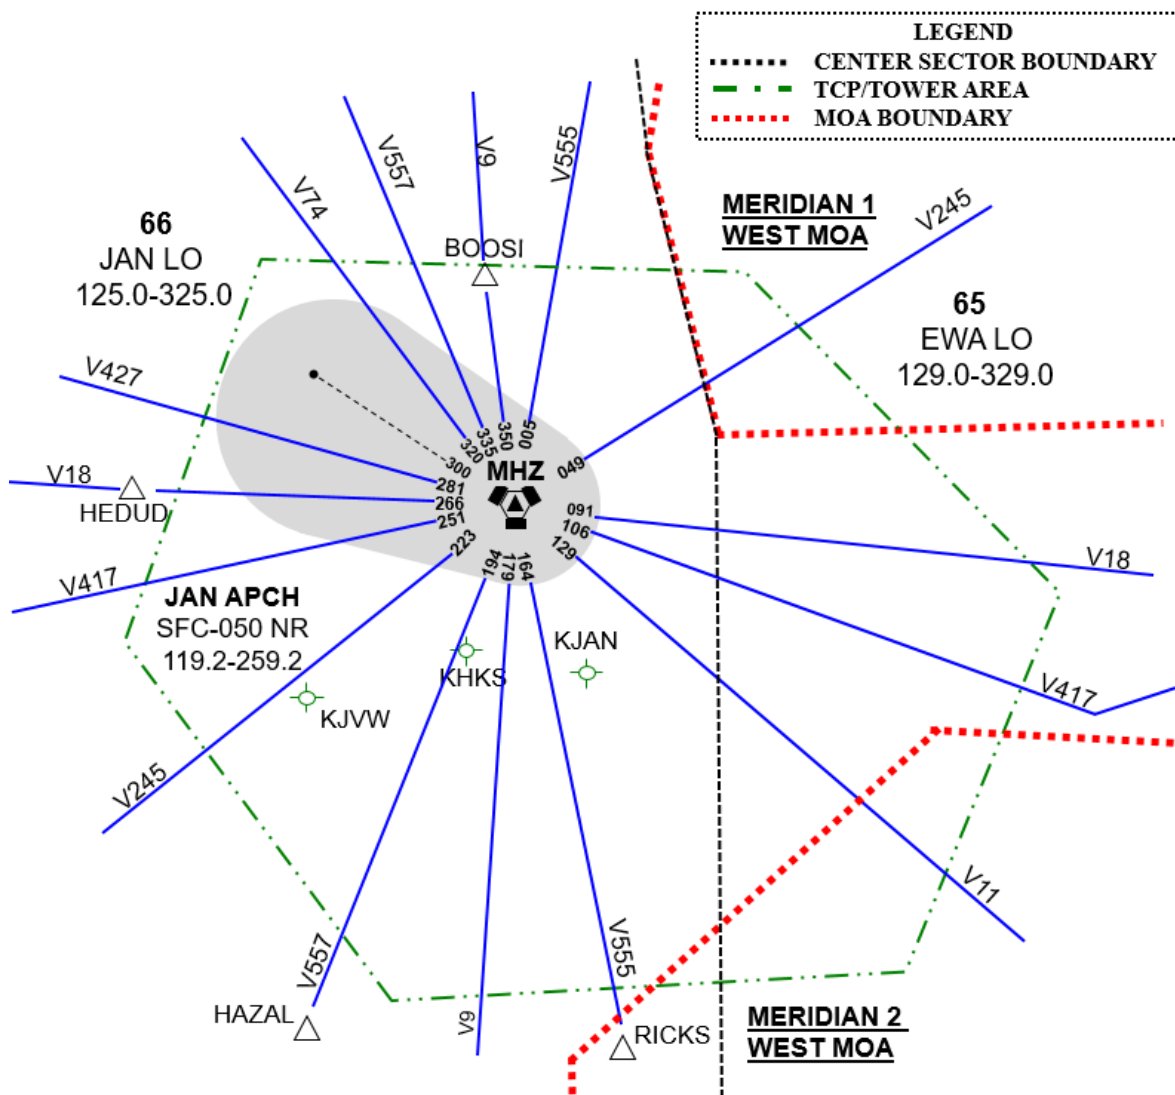 LEGEND
CENTER SECTOR BOUNDARY
TCP/TOWER AREA
MOA BOUNDARY
V74
V557
V9
V555
MERIDIAN 1
WEST MOA
V245
66
JAN LO
125.0-325.0
BOOSI
65
EWA LO
129.0-329.0
V427
V18
HEDUD
V417
320
335
350
005
300
049
MHZ
281
266
251
223
091
106
129
194
179
164
V18
JAN APCH
SFC-050 NR
119.2-259.2
KHKS
KJAN
KJVW
V417
V245
V11
V557
V9
V555
HAZAL
RICKS
MERIDIAN 2
WEST MOA